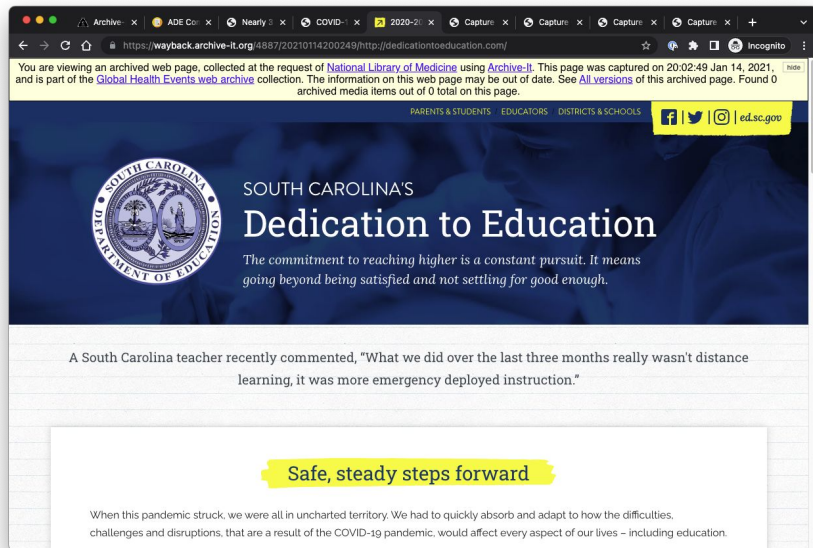 Archive-
ADE Con
Nearly 3
COVID-1
2020-20
Capture
Capture
Capture
Capture
https://wayback.archive-it.org/4887/20210114200249/http://dedicationtoeducation.com/
Incognito
You are viewing an archived web page, collected at the request of National Library of Medicine using Archive-It. This page was captured on 20:02:49 Jan 14, 2021,
hide
and is part of the Global Health Events web archive collection. The information on this web page may be out of date. See All versions of this archived page. Found 0
archived media items out of 0 total on this page.
PARENTS & STUDENTS EDUCATORS DISTRICTS & SCHOOLS
ed.sc.gov
SOUTH CAROLINA
DEPARTMENT OF EDUCATION
SOUTH CAROLINA'S
Dedication to Education
The commitment to reaching higher is a constant pursuit. It means
going beyond being satisfied and not settling for good enough.
A South Carolina teacher recently commented, “What we did over the last three months really wasn't distance
learning, it was more emergency deployed instruction.”
Safe, steady steps forward
When this pandemic struck, we were all in uncharted territory. We had to quickly absorb and adapt to how the difficulties,
challenges and disruptions, that are a result of the COVID-19 pandemic, would affect every aspect of our lives – including education.